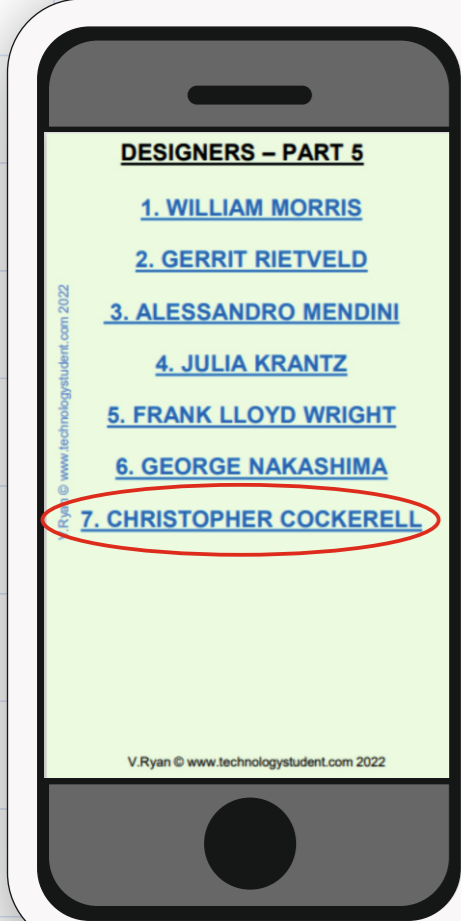 DESIGNERS – PART 5
1. WILLIAM MORRIS
2. GERRIT RIETVELD
3. ALESSANDRO MENDINI
4. JULIA KRANTZ
5. FRANK LLOYD WRIGHT
6. GEORGE NAKASHIMA
7. CHRISTOPHER COCKERELL
V.Ryan © www.technologystudent.com 2022
V.Ryan © www.technologystudent.com 2022